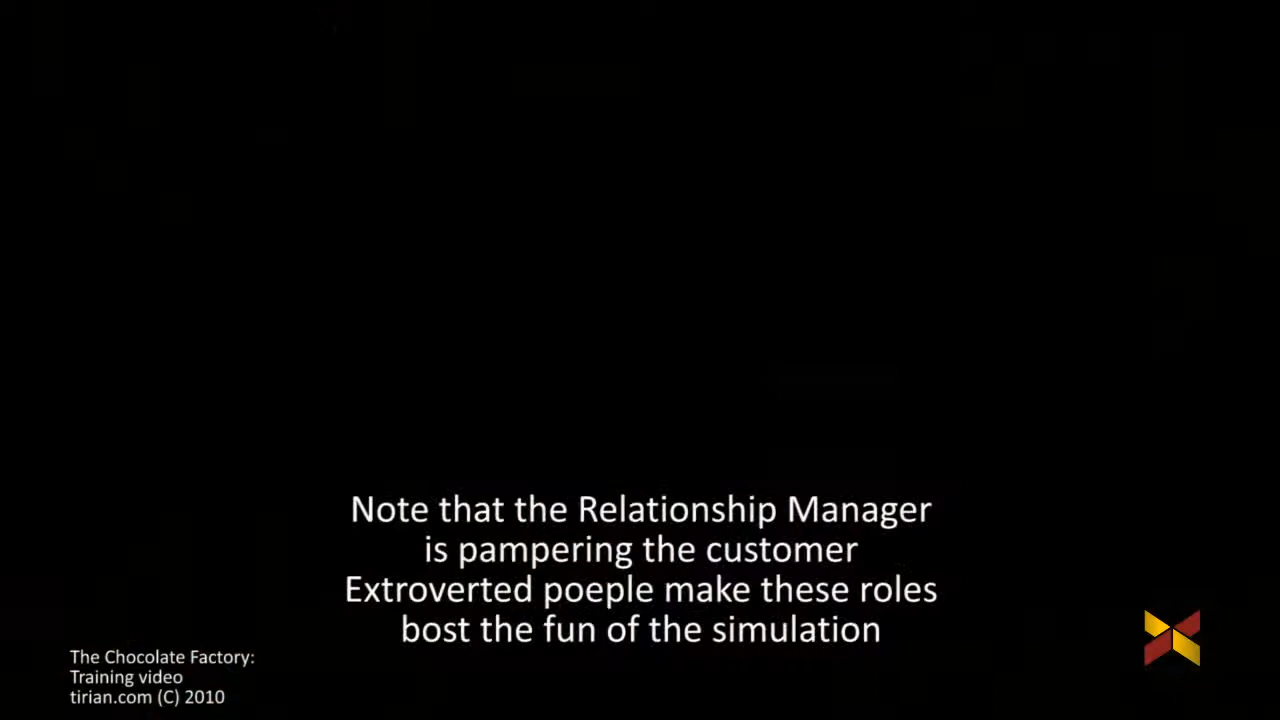 Note that the Relationship Manager
is pampering the customer
Extroverted poeple make these roles
bost the fun of the simulation
The Chocolate Factory:
Training video
tirian.com (C) 2010